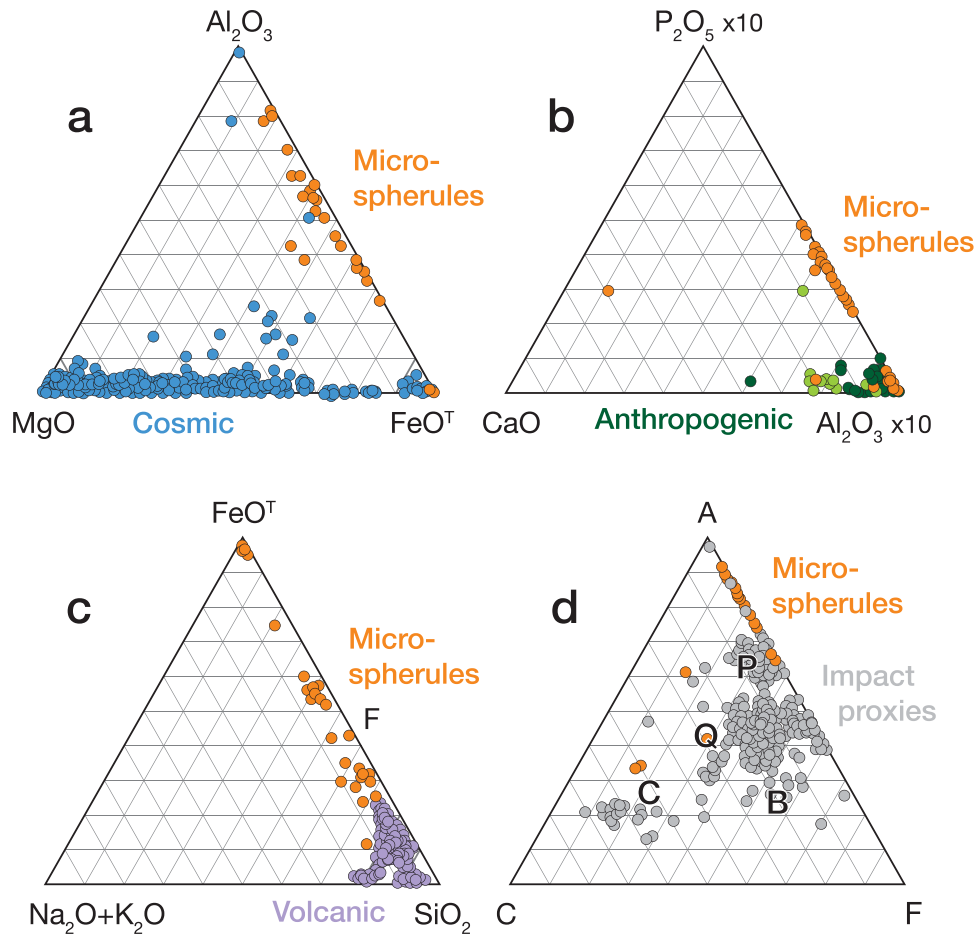 Al₂O₃
a
Micro-
spherules
MgO
Cosmic
FeOᵀ
P₂O₅ x10
b
Micro-
spherules
CaO
Anthropogenic
Al₂O₃ x10
FeOᵀ
c
Micro-
spherules
F
Na₂O+K₂O
Volcanic
SiO₂
A
d
Micro-
spherules
P
Impact
proxies
Q
C
B
C
F